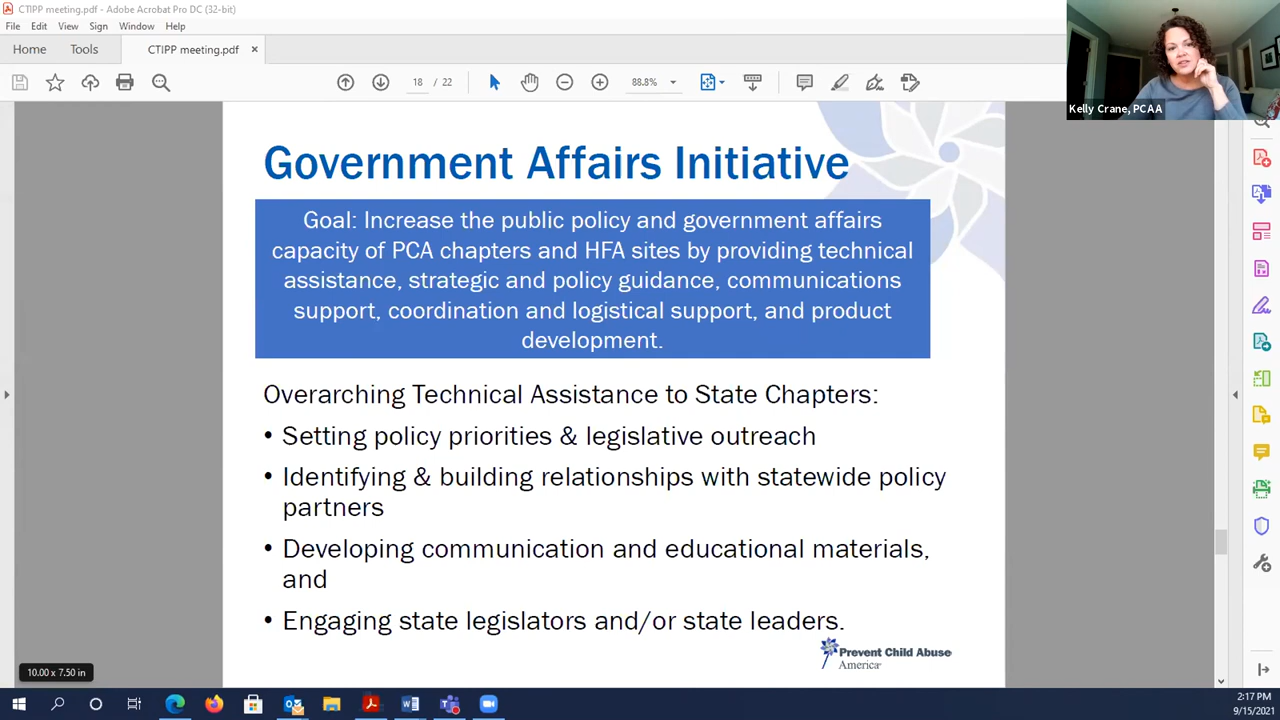 CTIPP meeting.pdf - Adobe Acrobat Pro DC (32-bit)
File Edit View Sign Window Help
Home Tools CTIPP meeting.pdf ×
18 / 22 88.8%
Kelly Crane, PCAA
Government Affairs Initiative
Goal: Increase the public policy and government affairs
capacity of PCA chapters and HFA sites by providing technical
assistance, strategic and policy guidance, communications
support, coordination and logistical support, and product
development.
Overarching Technical Assistance to State Chapters:
• Setting policy priorities & legislative outreach
• Identifying & building relationships with statewide policy
partners
• Developing communication and educational materials,
and
• Engaging state legislators and/or state leaders.
Prevent Child Abuse
America
10.00 x 7.50 in
2:17 PM
9/15/2021